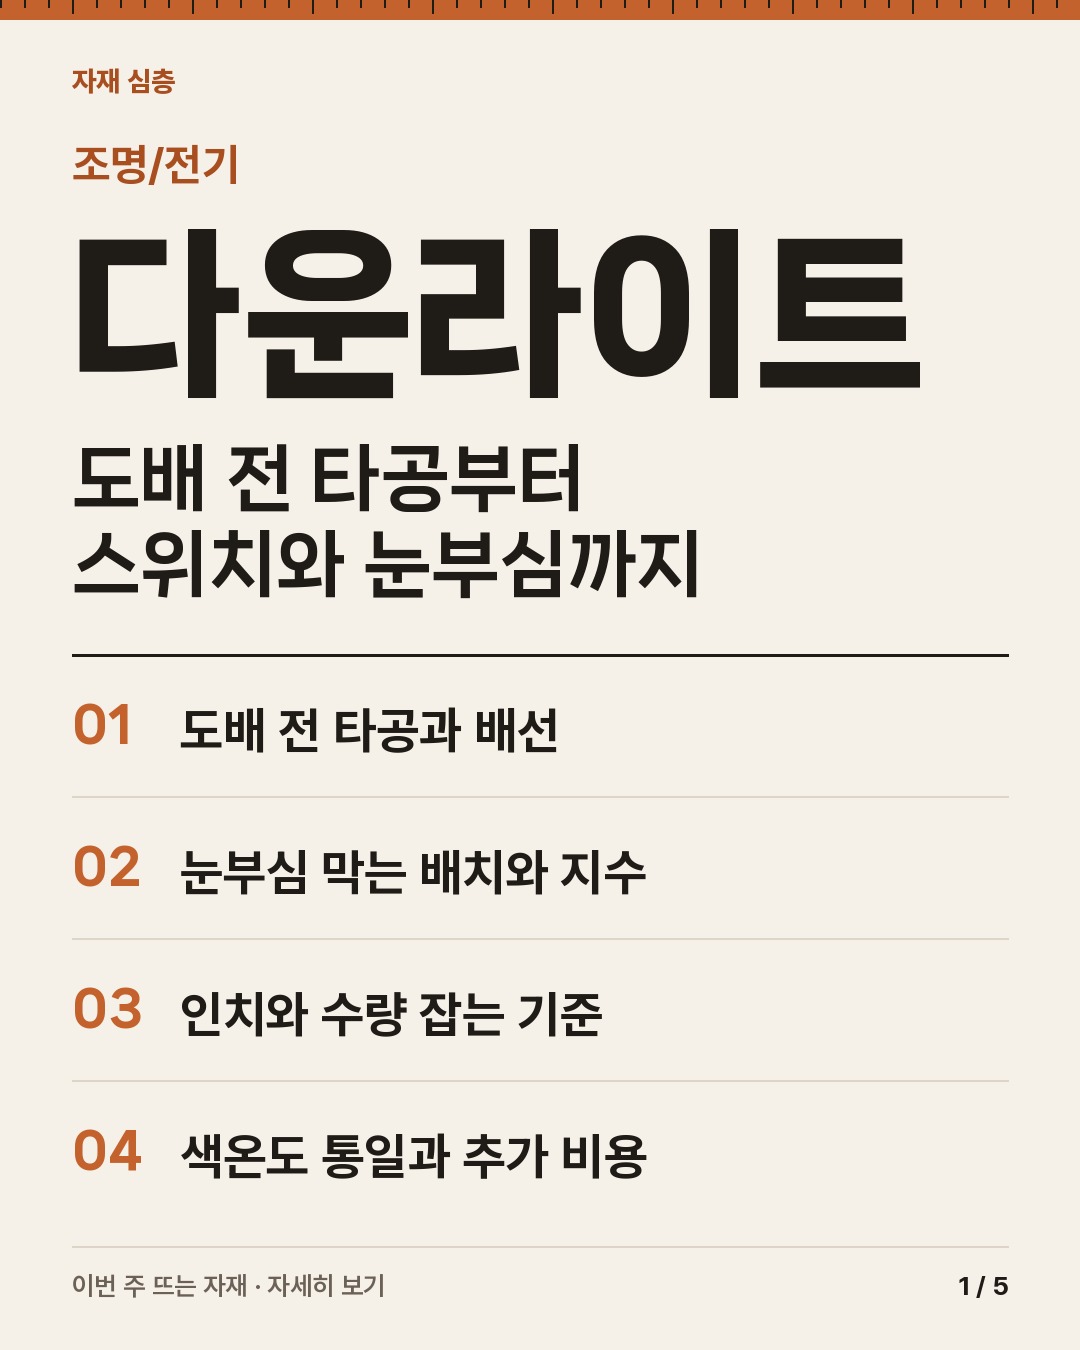 자재 심층
조명/전기
다운라이트
도배 전 타공부터
스위치와 눈부심까지
01 도배 전 타공과 배선
02 눈부심 막는 배치와 지수
03 인치와 수량 잡는 기준
04 색온도 통일과 추가 비용
이번 주 뜨는 자재 · 자세히 보기
1 / 5